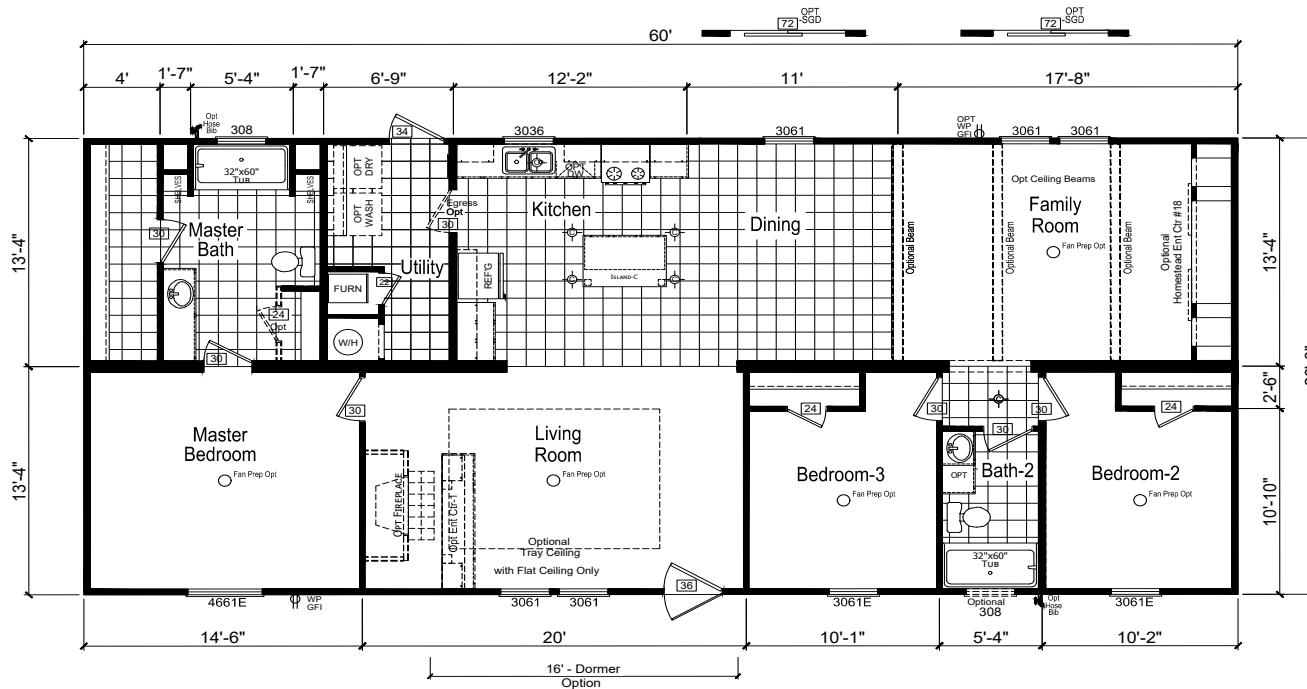 OPT
-SGD
72
OPT
-SGD
72
60'
4'
1'-7"
5'-4"
1'-7"
6'-9"
12'-2"
11'
17'-8"
Opt
Hose
Bib
308
34
3036
3061
OPT
WP
GFI
3061
3061
32"x60"
TUB
SHELVES
SHELVES
OPT
DRY
OPT
WASH
OPT
DW
Egress
Opt
30
Kitchen
Dining
Opt Ceiling Beams
Family
Room
Fan Prep Opt
Optional Beam
Optional Beam
Optional Beam
Optional
Homestead Ent Ctr #18
13'-4"
13'-4"
30
Master
Bath
Utility
FURN
22
REF'G
ISLAND-C
24
Opt
W/H
30
2'-6"
30
24
30
30
24
30
Master
Bedroom
Fan Prep Opt
Living
Room
Fan Prep Opt
Bedroom-3
Fan Prep Opt
Bath-2
OPT
Bedroom-2
Fan Prep Opt
13'-4"
10'-10"
OPT FIREPLACE
Opt Ent Ctr-1
Optional
Tray Ceiling
with Flat Ceiling Only
32"x60"
TUB
36
4661E
WP
GFI
3061
3061
3061E
Optional
308
Opt
Hose
Bib
3061E
14'-6"
20'
10'-1"
5'-4"
10'-2"
16' - Dormer
Option